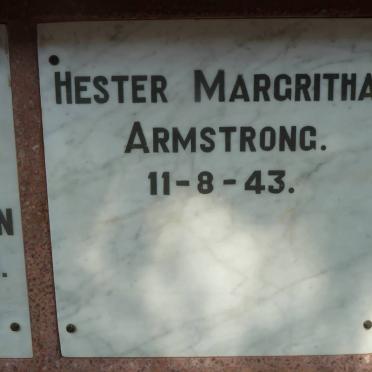 HESTER MARGRITHA
ARMSTRONG.
11-8-43.
N
.